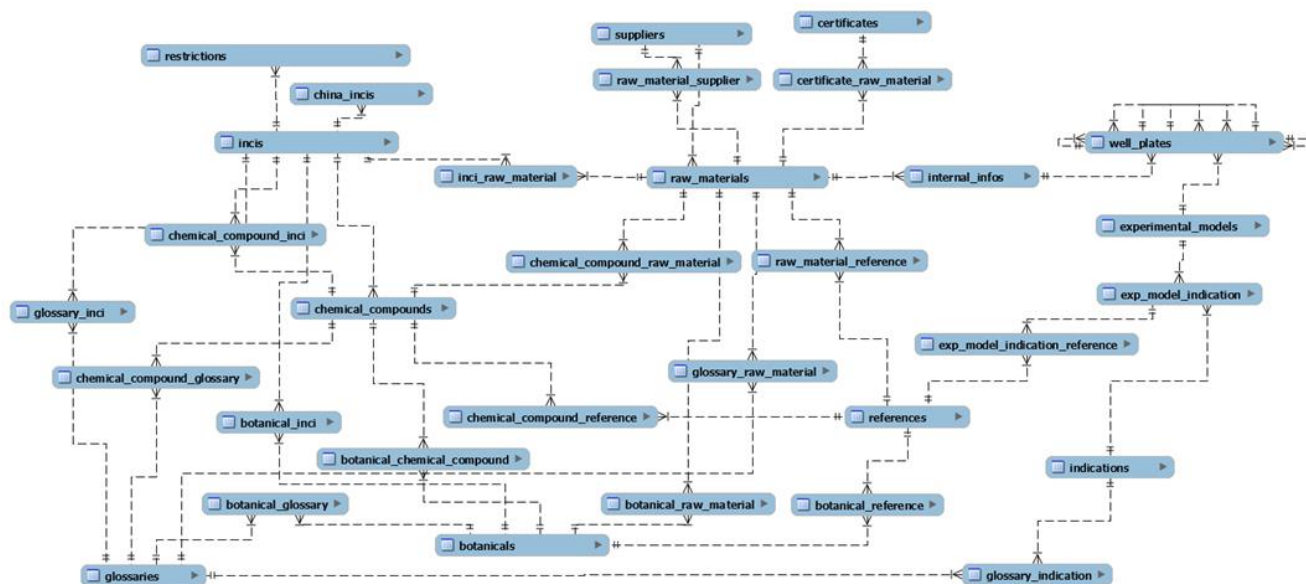 certificates
suppliers
restrictions
raw_material_supplier
certificate_raw_material
china_incis
incis
well_plates
inci_raw_material
raw_materials
internal_infos
experimental_models
chemical_compound_inci
chemical_compound_raw_material
raw_material_reference
exp_model_indication
chemical_compounds
glossary_inci
exp_model_indication_reference
chemical_compound_glossary
glossary_raw_material
botanical_inci
chemical_compound_reference
references
botanical_chemical_compound
indications
botanical_glossary
botanical_raw_material
botanical_reference
botanicals
glossaries
glossary_indication